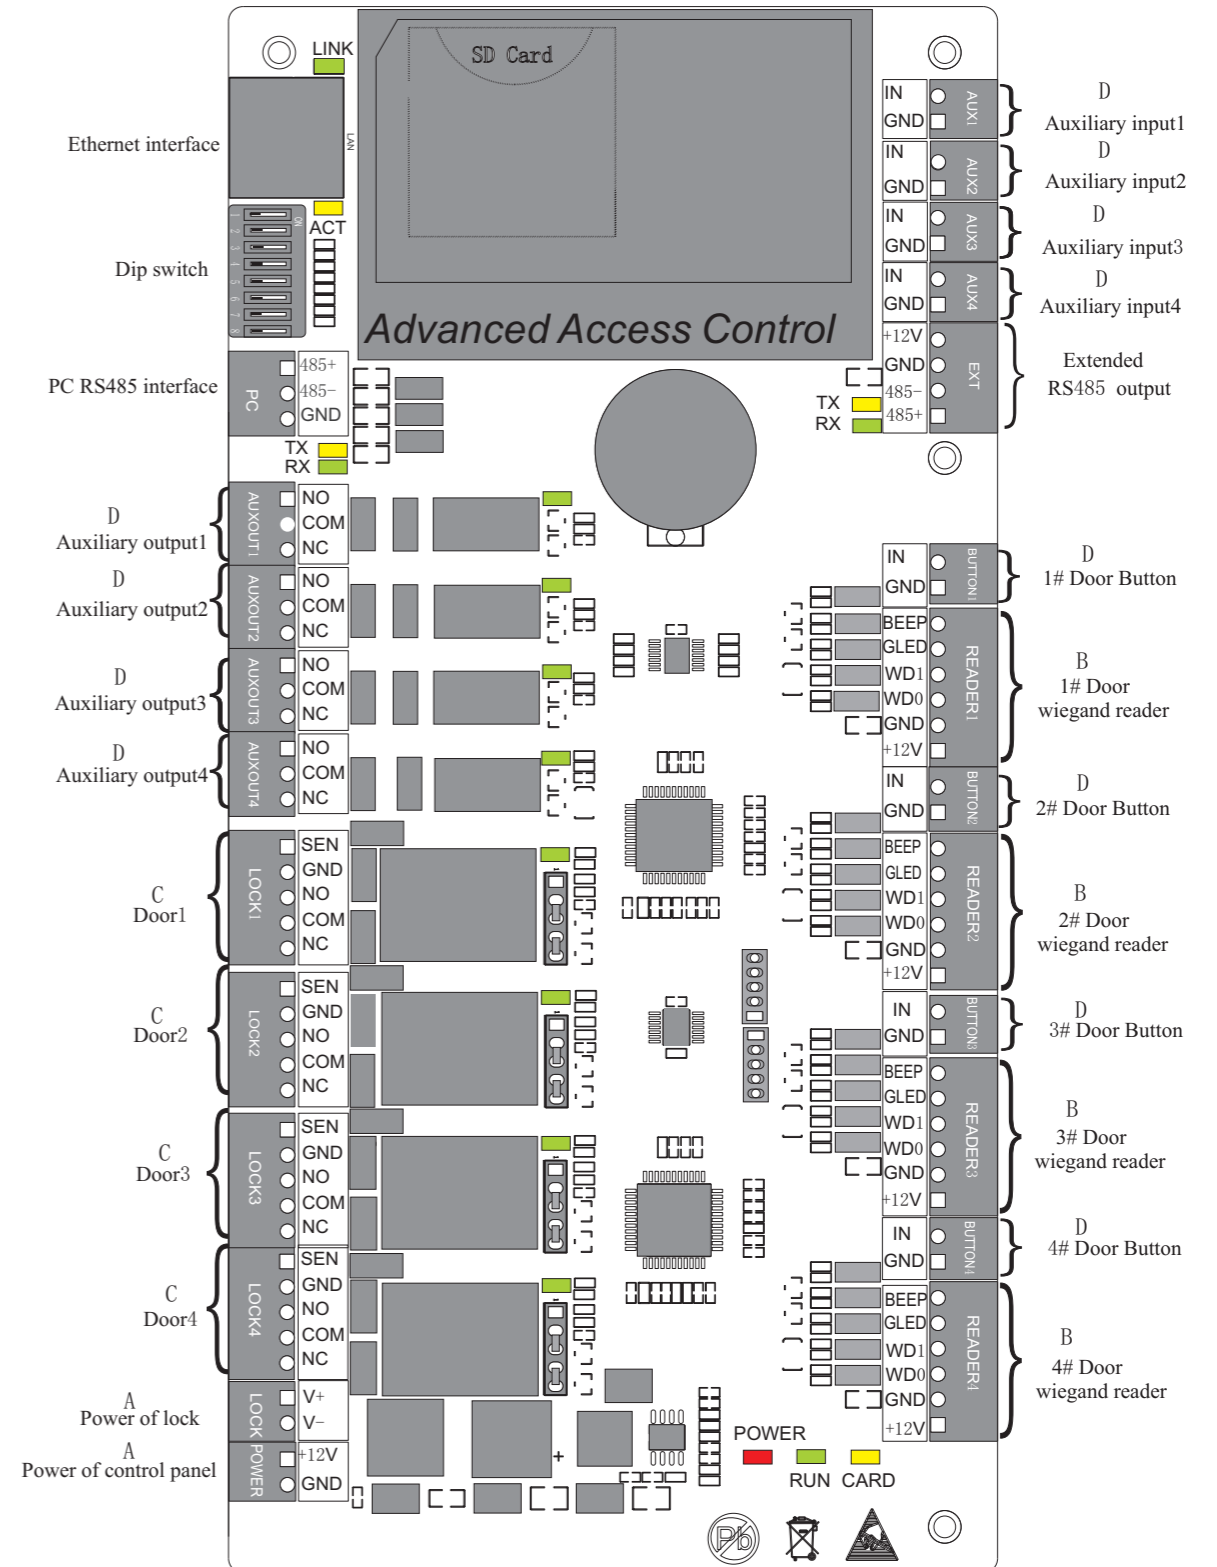 LINK
SD Card
LAN
Ethernet interface
ACT
ON
1
2
3
4
5
6
7
8
Dip switch
Advanced Access Control
IN
GND
AUX1
D
Auxiliary input1
IN
GND
AUX2
D
Auxiliary input2
IN
GND
AUX3
D
Auxiliary input3
IN
GND
AUX4
D
Auxiliary input4
+12V
GND
485-
485+
EXT
Extended
RS485 output
TX
RX
PC RS485 interface
PC
485+
485-
GND
TX
RX
D
Auxiliary output1
AUXOUT1
NO
COM
NC
D
Auxiliary output2
AUXOUT2
NO
COM
NC
D
Auxiliary output3
AUXOUT3
NO
COM
NC
D
Auxiliary output4
AUXOUT4
NO
COM
NC
C
Door1
LOCK1
SEN
GND
NO
COM
NC
C
Door2
LOCK2
SEN
GND
NO
COM
NC
C
Door3
LOCK3
SEN
GND
NO
COM
NC
C
Door4
LOCK4
SEN
GND
NO
COM
NC
A
Power of lock
LOCK
V+
V-
A
Power of control panel
POWER
+12V
GND
IN
GND
BUTTON1
D
1# Door Button
BEEP
GLED
WD1
WD0
GND
+12V
READER1
B
1# Door
wiegand reader
IN
GND
BUTTON2
D
2# Door Button
BEEP
GLED
WD1
WD0
GND
+12V
READER2
B
2# Door
wiegand reader
IN
GND
BUTTON3
D
3# Door Button
BEEP
GLED
WD1
WD0
GND
+12V
READER3
B
3# Door
wiegand reader
IN
GND
BUTTON4
D
4# Door Button
BEEP
GLED
WD1
WD0
GND
+12V
READER4
B
4# Door
wiegand reader
+
POWER
RUN
CARD
Pb